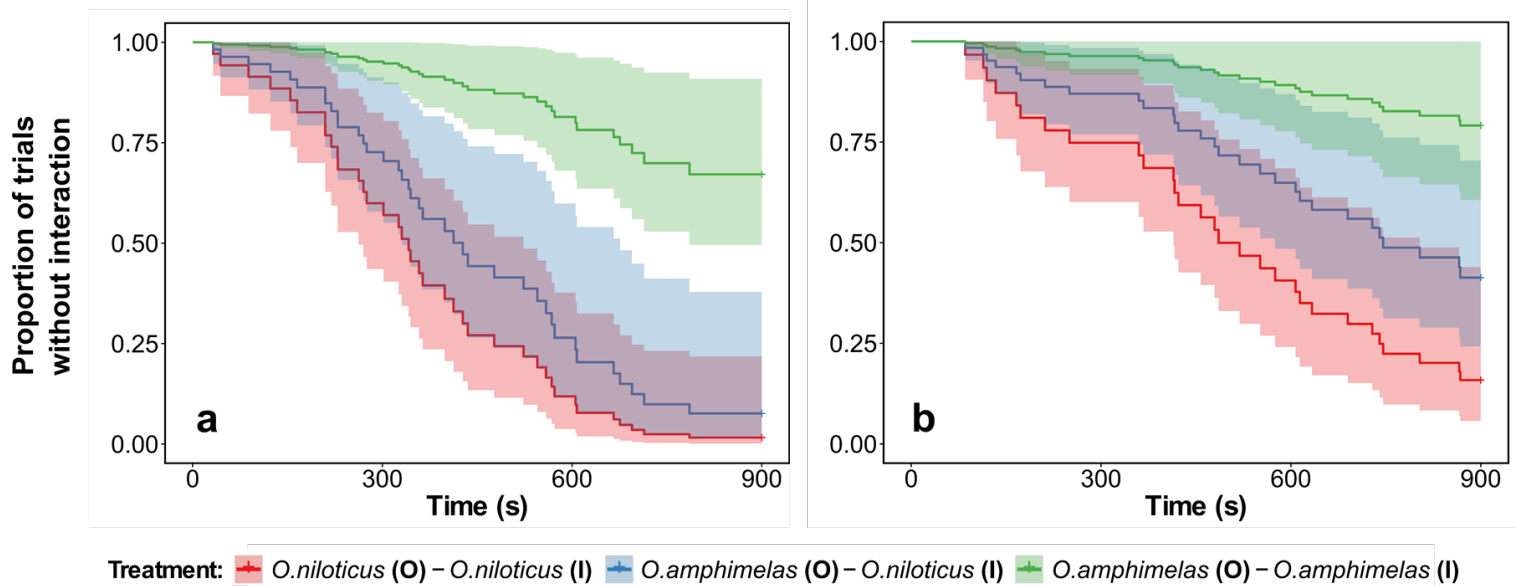 Proportion of trials
without interaction
1.00
0.75
0.50
0.25
0.00
a
0 300 600 900
Time (s)
1.00
0.75
0.50
0.25
0.00
b
0 300 600 900
Time (s)
Treatment: O.niloticus (O) – O.niloticus (I) O.amphimelas (O) – O.niloticus (I) O.amphimelas (O) – O.amphimelas (I)